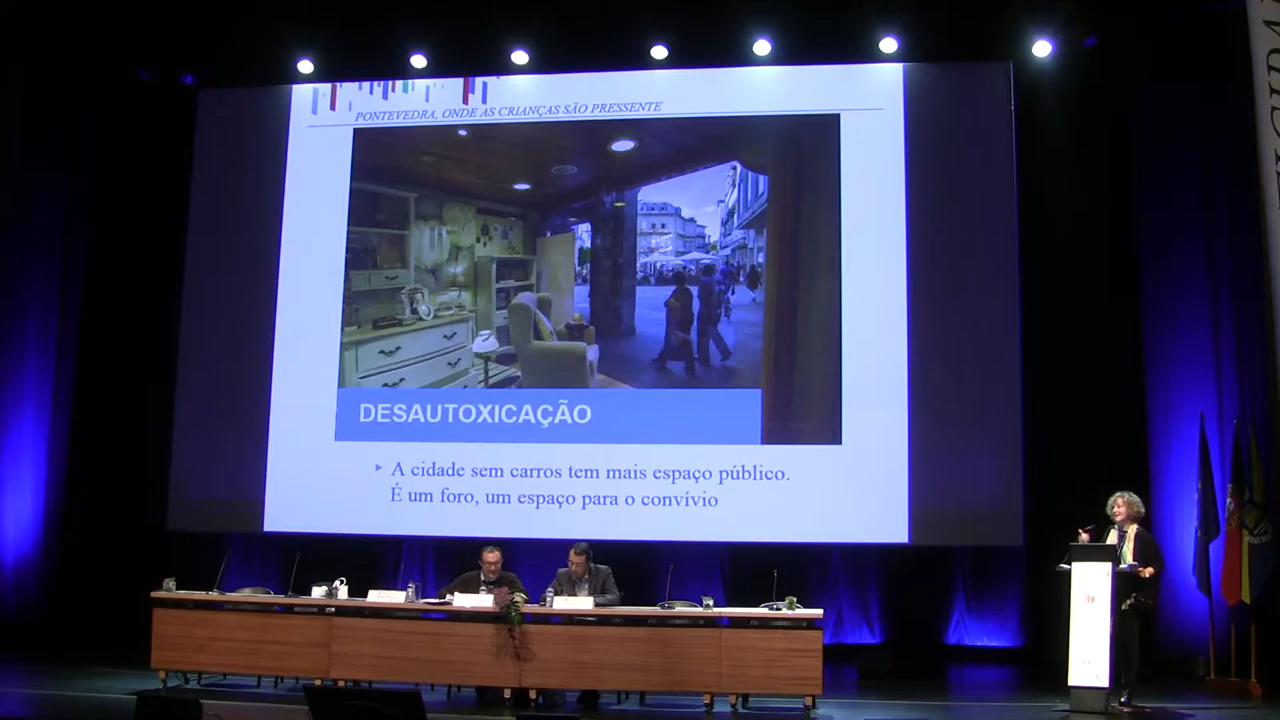 PONTEVEDRA, ONDE AS CRIANÇAS SÃO PRESSENTE
DESAUTOXICAÇÃO
A cidade sem carros tem mais espaço público.
É um foro, um espaço para o convívio